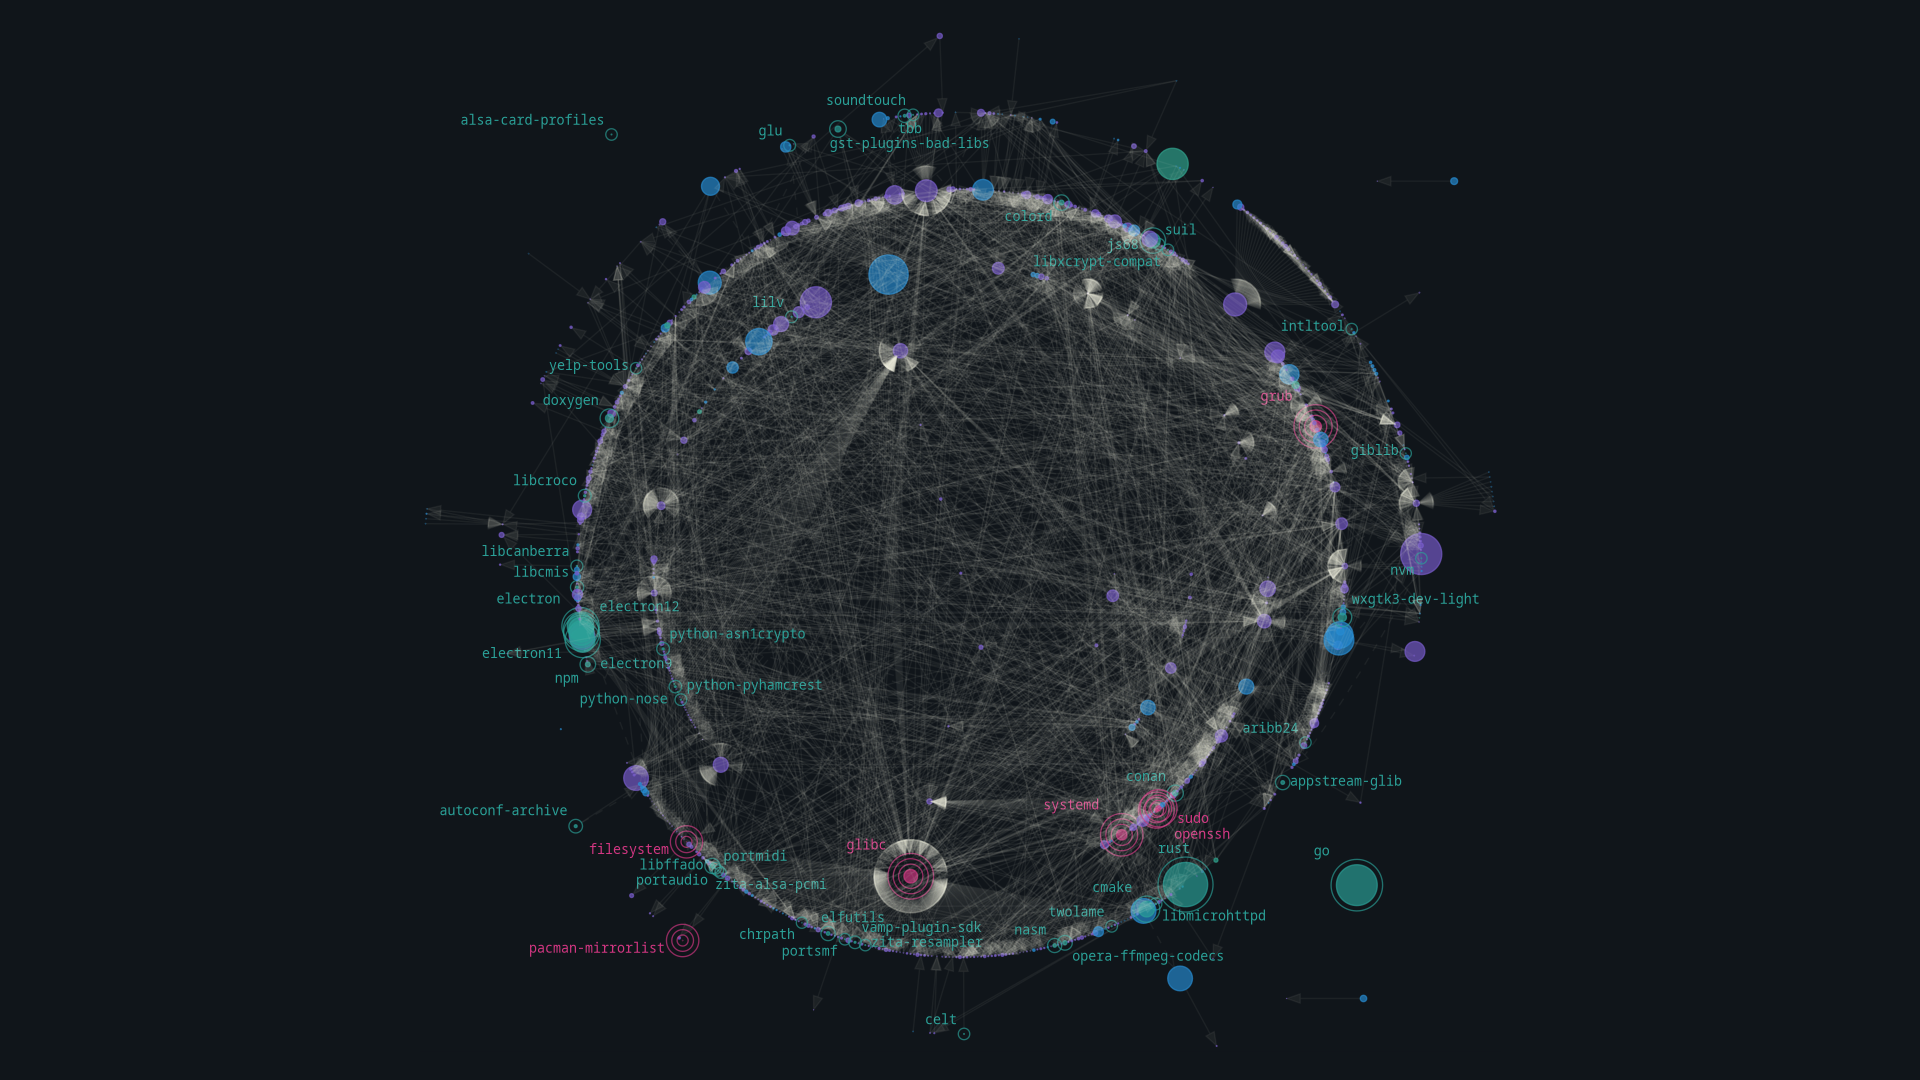 soundtouch
alsa-card-profiles
glu
tbb
gst-plugins-bad-libs
colord
suil
js68
libxcrypt-compat
lilv
intltool
yelp-tools
grub
doxygen
giblib
libcroco
libcanberra
libcmis
nvm
electron
wxgtk3-dev-light
electron12
python-asn1crypto
electron11
electron9
npm
python-pyhamcrest
python-nose
aribb24
conan
appstream-glib
systemd
autoconf-archive
sudo
openssh
glibc
filesystem
rust
go
portmidi
libffado
portaudio
zita-alsa-pcmi
cmake
twolame
libmicrohttpd
elfutils
vamp-plugin-sdk
chrpath
nasm
zita-resampler
pacman-mirrorlist
portsmf
opera-ffmpeg-codecs
celt